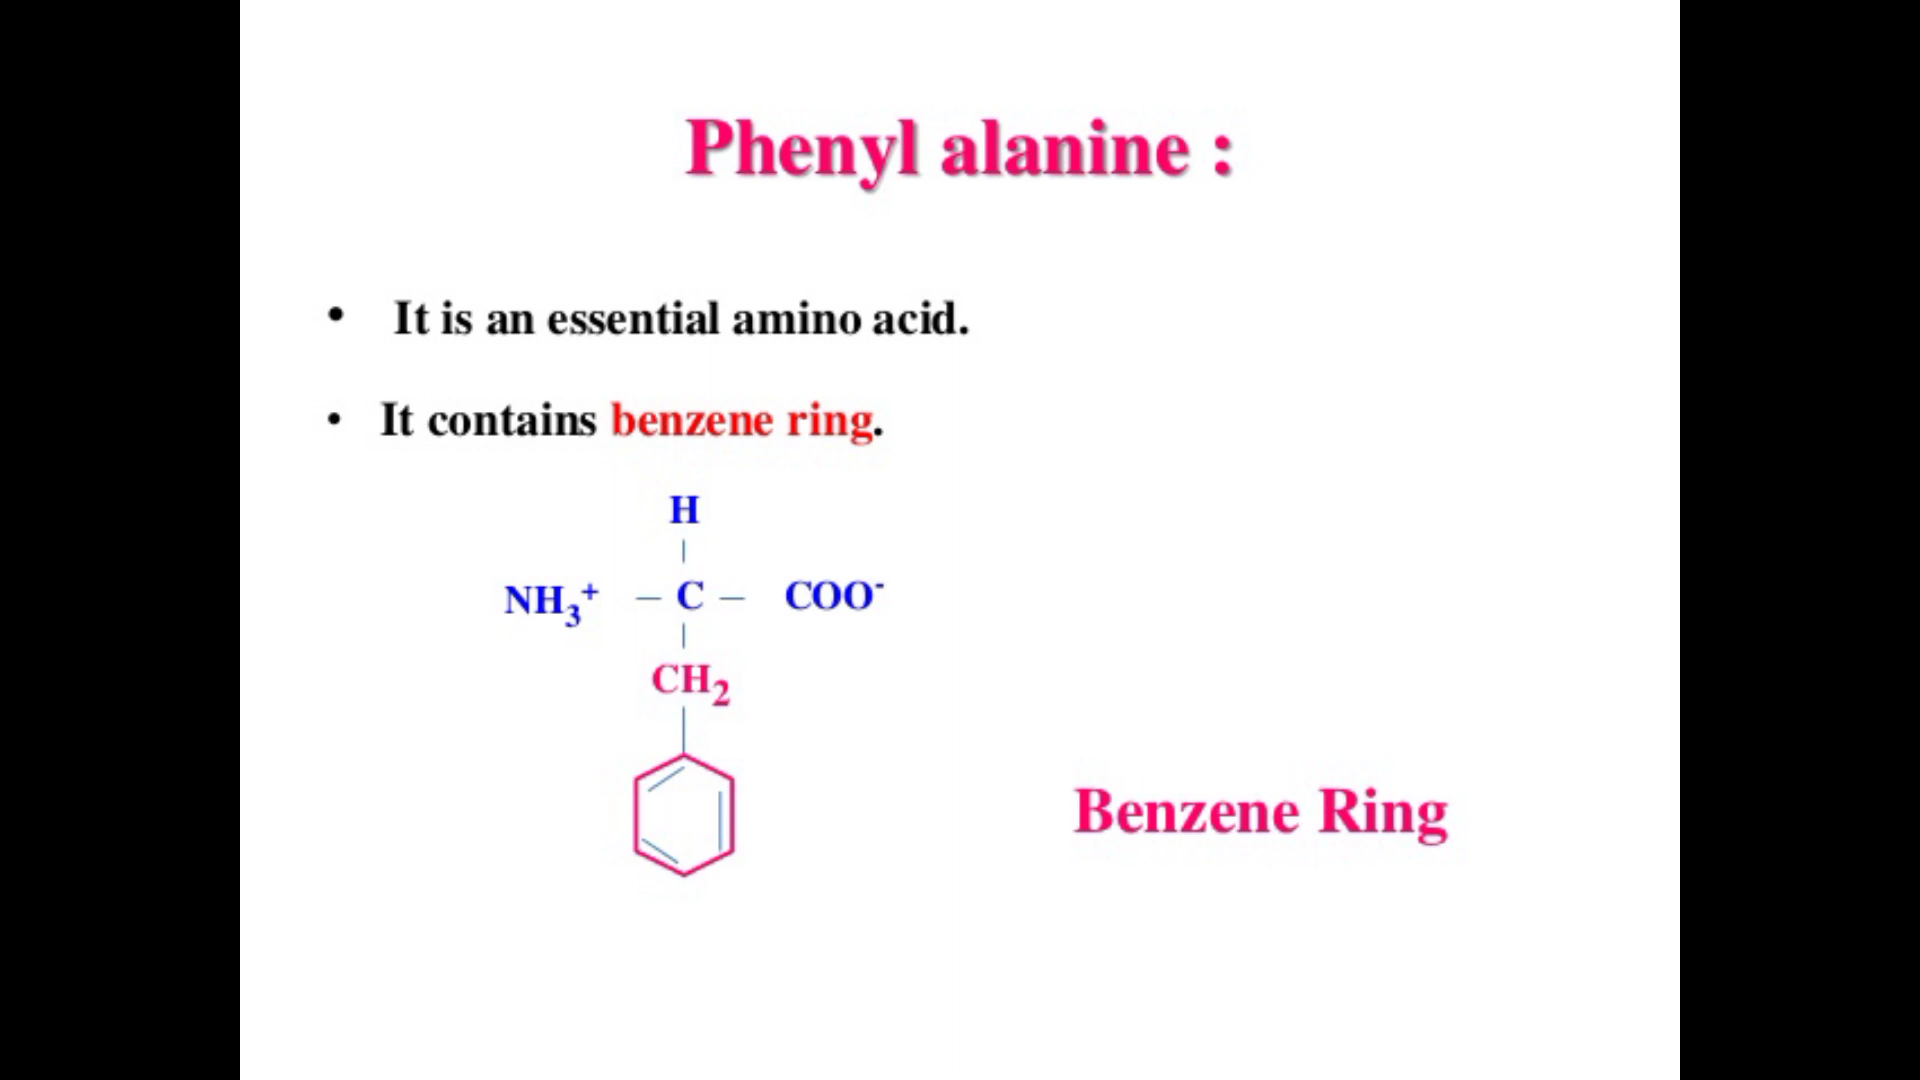 Phenyl alanine :
• It is an essential amino acid.
• It contains benzene ring.
H
NH₃⁺ – C – COO⁻
CH₂
Benzene Ring